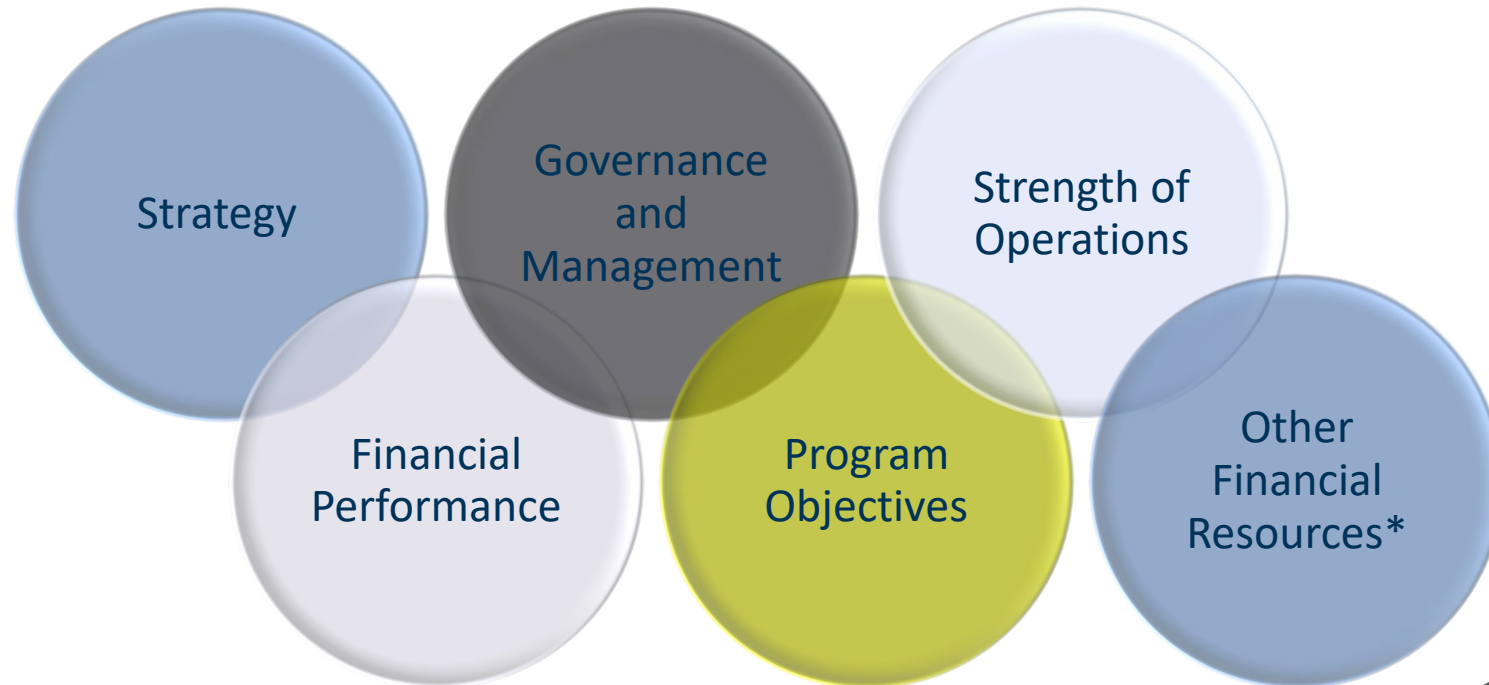 Strategy
Governance
and
Management
Strength of
Operations
Financial
Performance
Program
Objectives
Other
Financial
Resources*